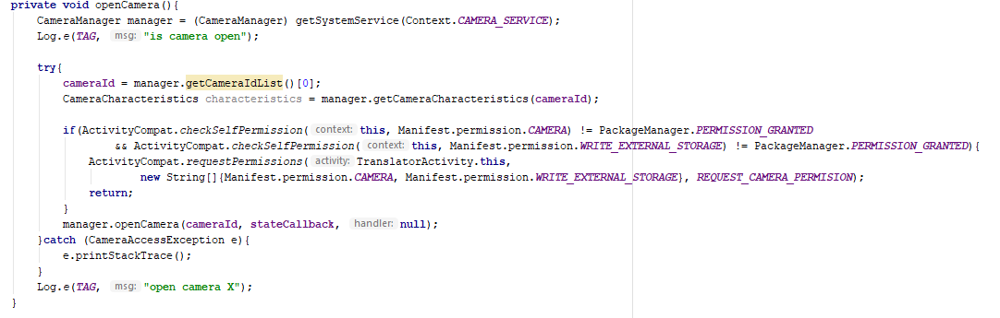 private void openCamera(){
CameraManager manager = (CameraManager) getSystemService(Context.CAMERA_SERVICE);
Log.e(TAG, msg: "is camera open");
try{
cameraId = manager.getCameraIdList()[0];
CameraCharacteristics characteristics = manager.getCameraCharacteristics(cameraId);
if(ActivityCompat.checkSelfPermission( context: this, Manifest.permission.CAMERA) != PackageManager.PERMISSION_GRANTED
&& ActivityCompat.checkSelfPermission( context: this, Manifest.permission.WRITE_EXTERNAL_STORAGE) != PackageManager.PERMISSION_GRANTED){
ActivityCompat.requestPermissions( activity: TranslatorActivity.this,
new String[]{Manifest.permission.CAMERA, Manifest.permission.WRITE_EXTERNAL_STORAGE}, REQUEST_CAMERA_PERMISION);
return;
}
manager.openCamera(cameraId, stateCallback, handler: null);
}catch (CameraAccessException e){
e.printStackTrace();
}
Log.e(TAG, msg: "open camera X");
}